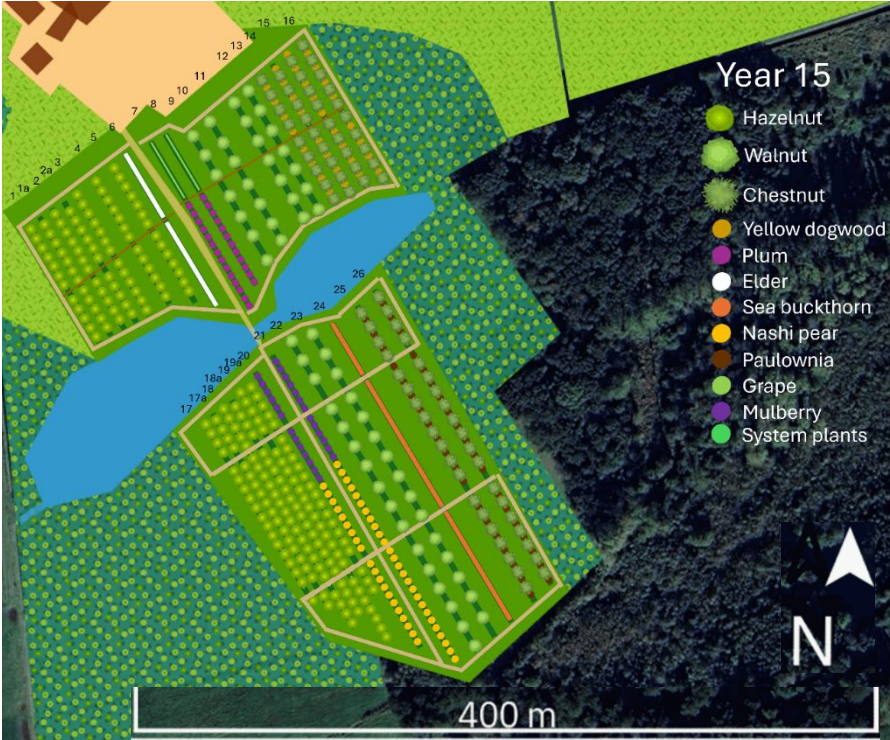 Year 15
Hazelnut
Walnut
Chestnut
Yellow dogwood
Plum
Elder
Sea buckthorn
Nashi pear
Paulownia
Grape
Mulberry
System plants
1
1a
2
2a
3
4
5
6
7
8
9
10
11
12
13
14
15
16
17
17a
18
18a
19
19a
20
21
22
23
24
25
26
N
400 m